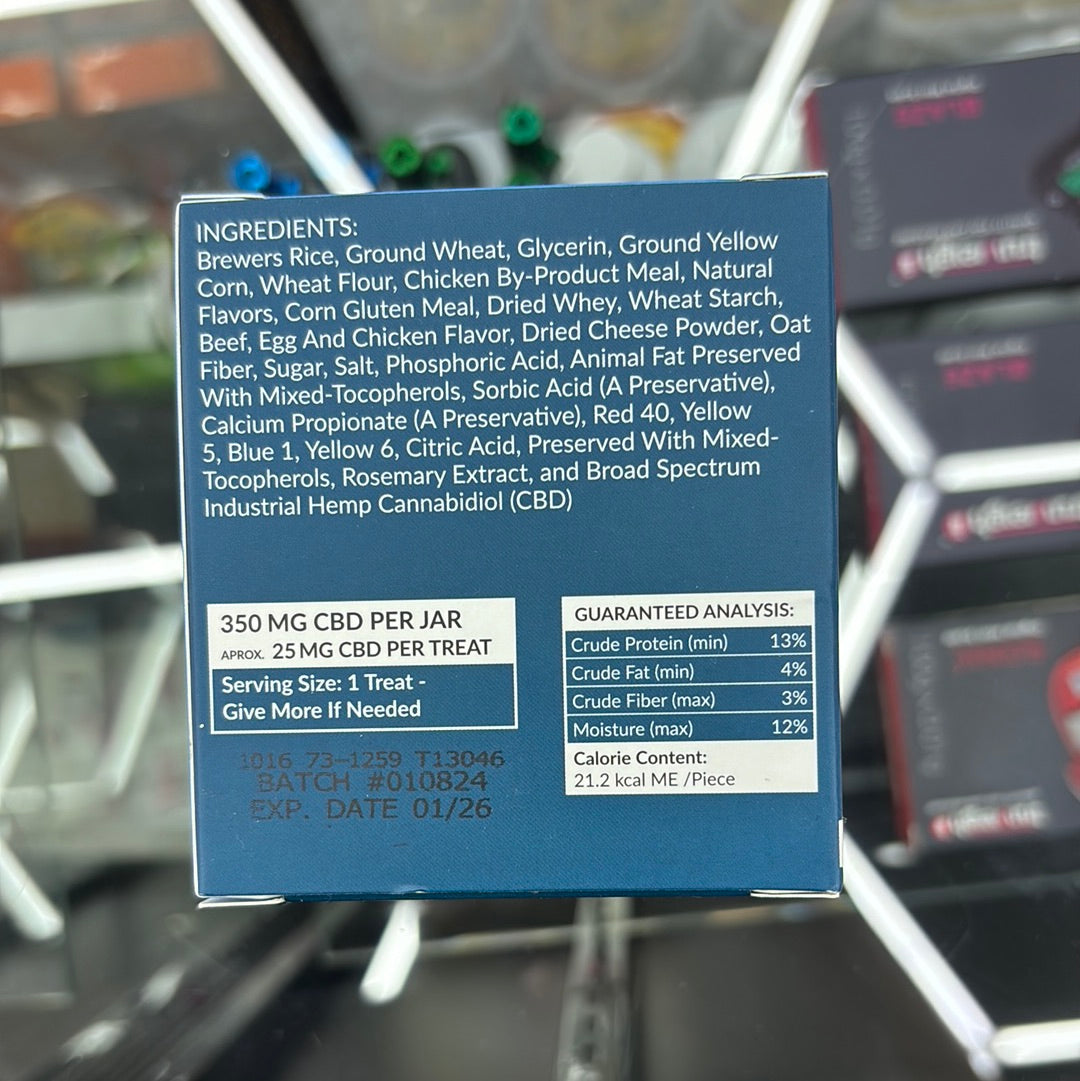 INGREDIENTS:
Brewers Rice, Ground Wheat, Glycerin, Ground Yellow
Corn, Wheat Flour, Chicken By-Product Meal, Natural
Flavors, Corn Gluten Meal, Dried Whey, Wheat Starch,
Beef, Egg And Chicken Flavor, Dried Cheese Powder, Oat
Fiber, Sugar, Salt, Phosphoric Acid, Animal Fat Preserved
With Mixed-Tocopherols, Sorbic Acid (A Preservative),
Calcium Propionate (A Preservative), Red 40, Yellow
5, Blue 1, Yellow 6, Citric Acid, Preserved With Mixed-
Tocopherols, Rosemary Extract, and Broad Spectrum
Industrial Hemp Cannabidiol (CBD)
350 MG CBD PER JAR
APROX. 25 MG CBD PER TREAT
Serving Size: 1 Treat -
Give More If Needed
1016 73-1259 T13046
BATCH #010824
EXP. DATE 01/26
GUARANTEED ANALYSIS:
Crude Protein (min) 13%
Crude Fat (min) 4%
Crude Fiber (max) 3%
Moisture (max) 12%
Calorie Content:
21.2 kcal ME /Piece